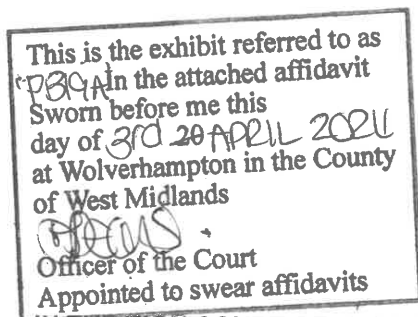 This is the exhibit referred to as
"PB9A in the attached affidavit
Sworn before me this
day of 3rd 20 APRIL 202
at Wolverhampton in the County
of West Midlands
Officer of the Court
Appointed to swear affidavits